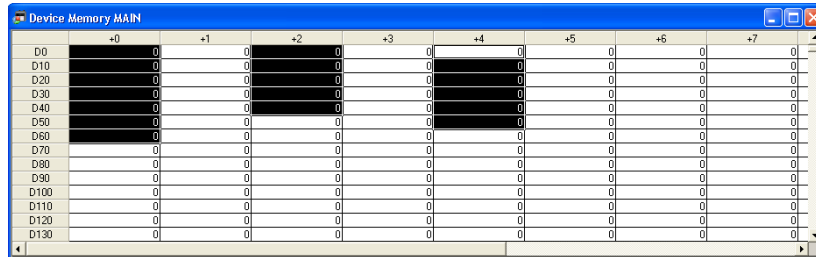 Device Memory MAIN
+0 +1 +2 +3 +4 +5 +6 +7
D0 0 0 0 0 0 0 0 0
D10 0 0 0 0 0 0 0 0
D20 0 0 0 0 0 0 0 0
D30 0 0 0 0 0 0 0 0
D40 0 0 0 0 0 0 0 0
D50 0 0 0 0 0 0 0 0
D60 0 0 0 0 0 0 0 0
D70 0 0 0 0 0 0 0 0
D80 0 0 0 0 0 0 0 0
D90 0 0 0 0 0 0 0 0
D100 0 0 0 0 0 0 0 0
D110 0 0 0 0 0 0 0 0
D120 0 0 0 0 0 0 0 0
D130 0 0 0 0 0 0 0 0